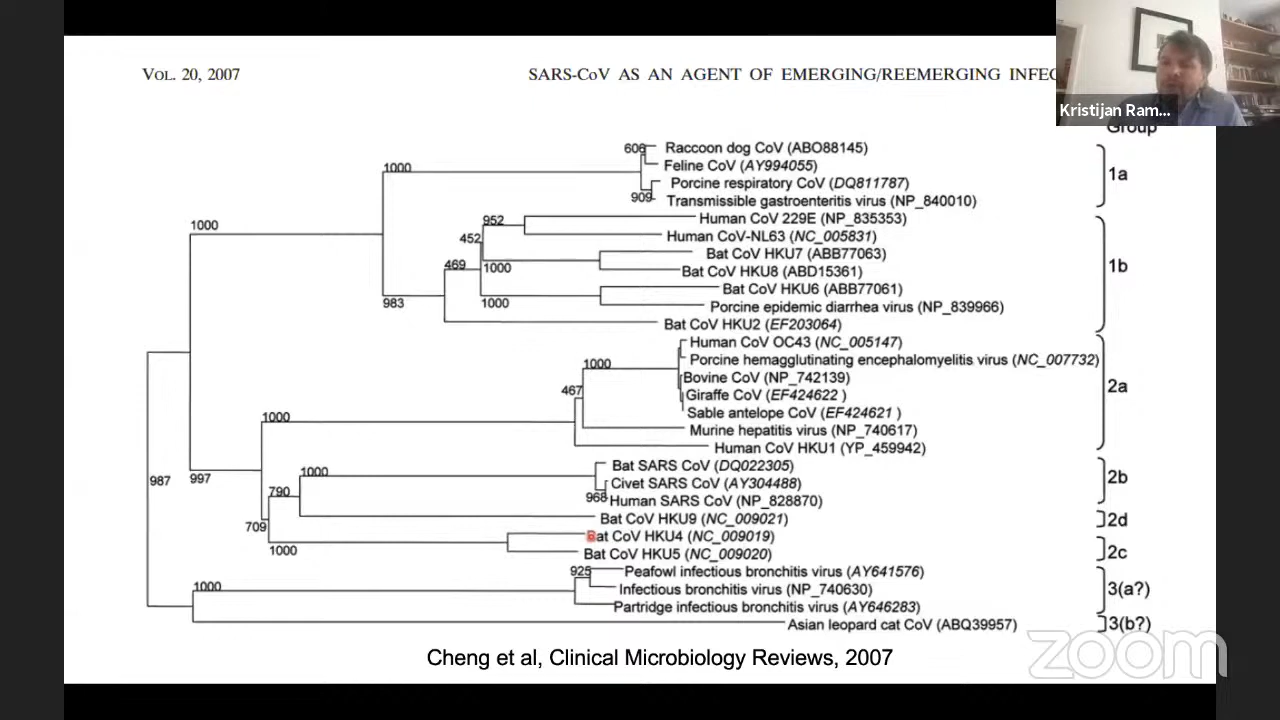 VOL. 20, 2007
SARS-CoV AS AN AGENT OF EMERGING/REEMERGING INFEC
Kristijan Ram...
Group
606
Raccoon dog CoV (ABO88145)
1000
Feline CoV (AY994055)
1a
Porcine respiratory CoV (DQ811787)
909
Transmissible gastroenteritis virus (NP_840010)
1000
952
Human CoV 229E (NP_835353)
452
Human CoV-NL63 (NC_005831)
Bat CoV HKU7 (ABB77063)
469
1000
Bat CoV HKU8 (ABD15361)
1b
Bat CoV HKU6 (ABB77061)
983
1000
Porcine epidemic diarrhea virus (NP_839966)
Bat CoV HKU2 (EF203064)
Human CoV OC43 (NC_005147)
1000
Porcine hemagglutinating encephalomyelitis virus (NC_007732)
Bovine CoV (NP_742139)
2a
467
Giraffe CoV (EF424622 )
Sable antelope CoV (EF424621 )
1000
Murine hepatitis virus (NP_740617)
Human CoV HKU1 (YP_459942)
Bat SARS CoV (DQ022305)
1000
987
997
Civet SARS CoV (AY304488)
2b
790
968
Human SARS CoV (NP_828870)
Bat CoV HKU9 (NC_009021)
2d
709
Bat CoV HKU4 (NC_009019)
1000
Bat CoV HKU5 (NC_009020)
2c
925
Peafowl infectious bronchitis virus (AY641576)
1000
Infectious bronchitis virus (NP_740630)
3(a?)
Partridge infectious bronchitis virus (AY646283)
Asian leopard cat CoV (ABQ39957)
3(b?)
Cheng et al, Clinical Microbiology Reviews, 2007
zoom